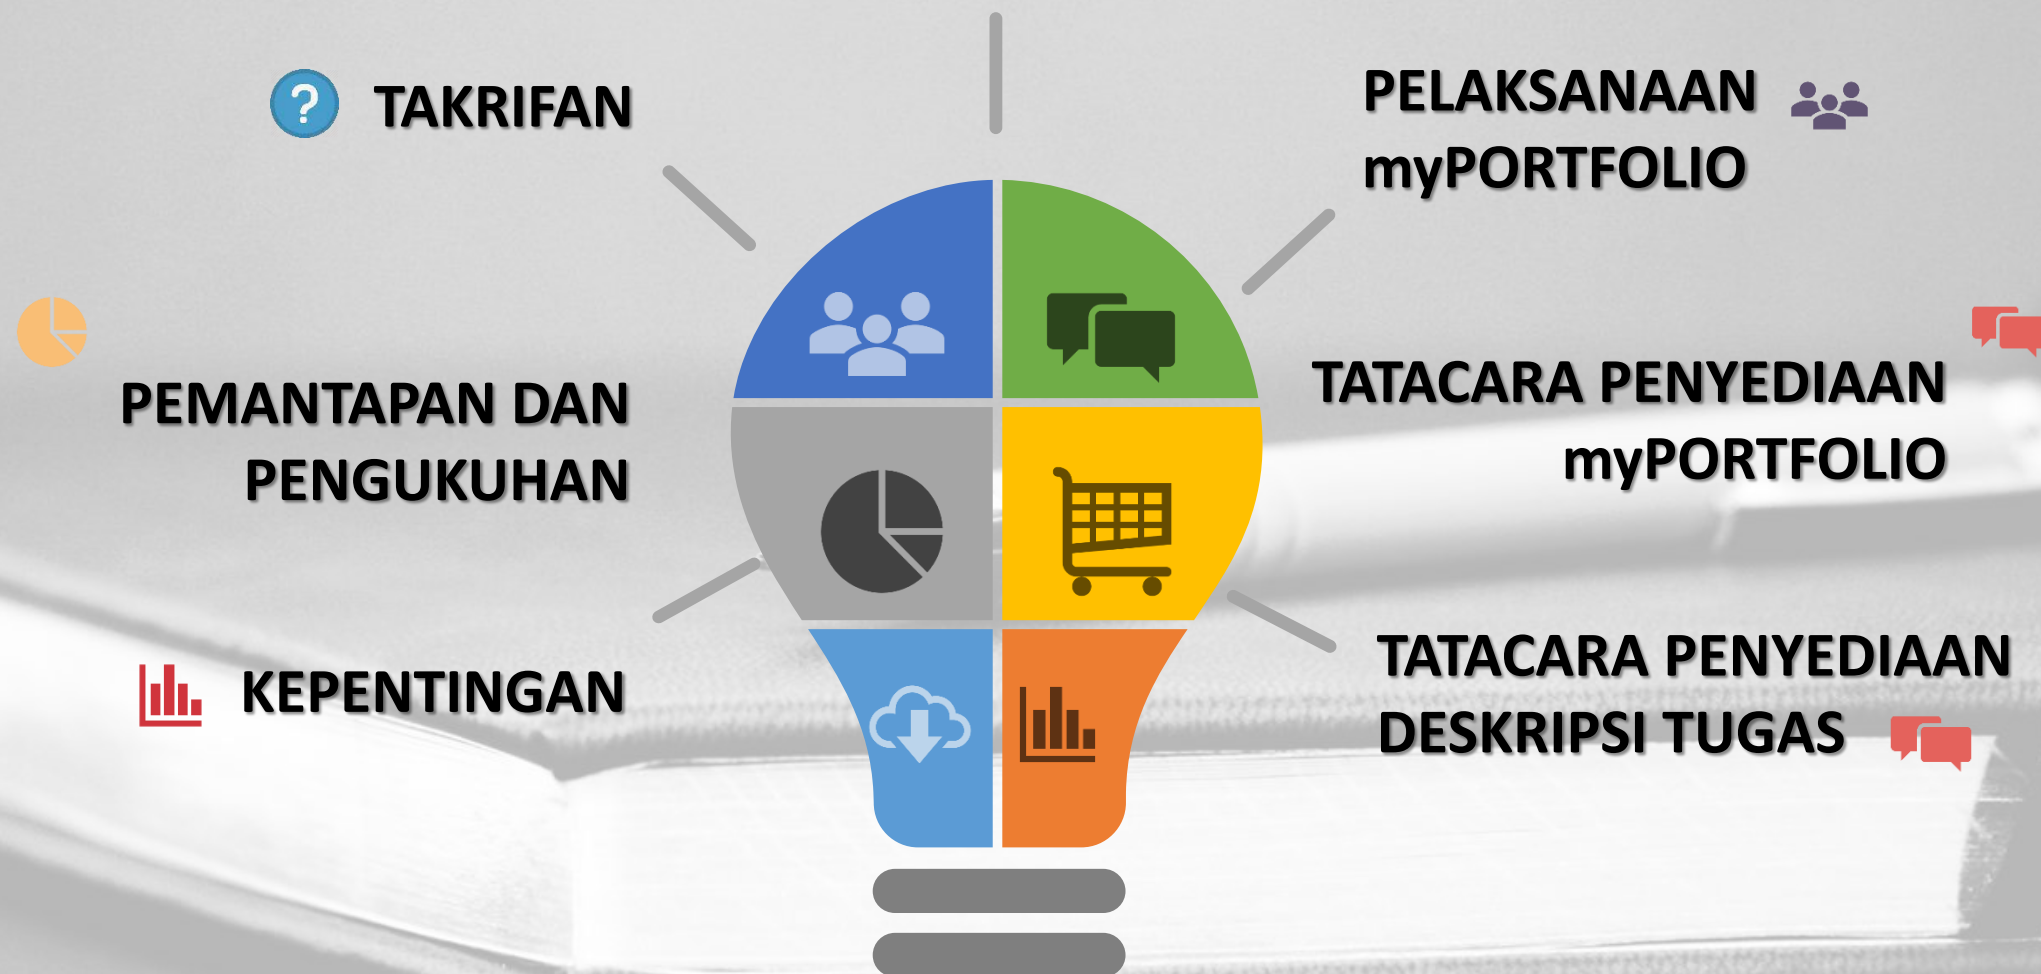 TAKRIFAN
PEMANTAPAN DAN
PENGUKUHAN
KEPENTINGAN
PELAKSANAAN
myPORTFOLIO
TATACARA PENYEDIAAN
myPORTFOLIO
TATACARA PENYEDIAAN
DESKRIPSI TUGAS